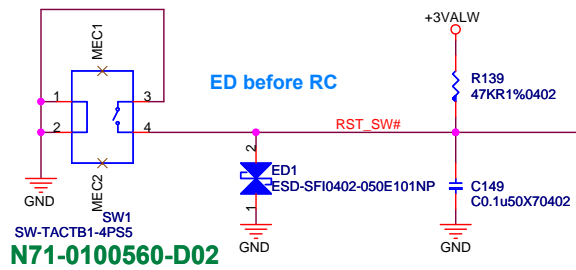 +3VALW
MEC1
ED before RC
R139
47KR1%0402
1
3
2
4
RST_SW#
2
ED1
ESD-SFI0402-050E101NP
1
C149
C0.1u50X70402
GND
MEC2
SW1
SW-TACTB1-4PS5
GND
GND
N71-0100560-D02